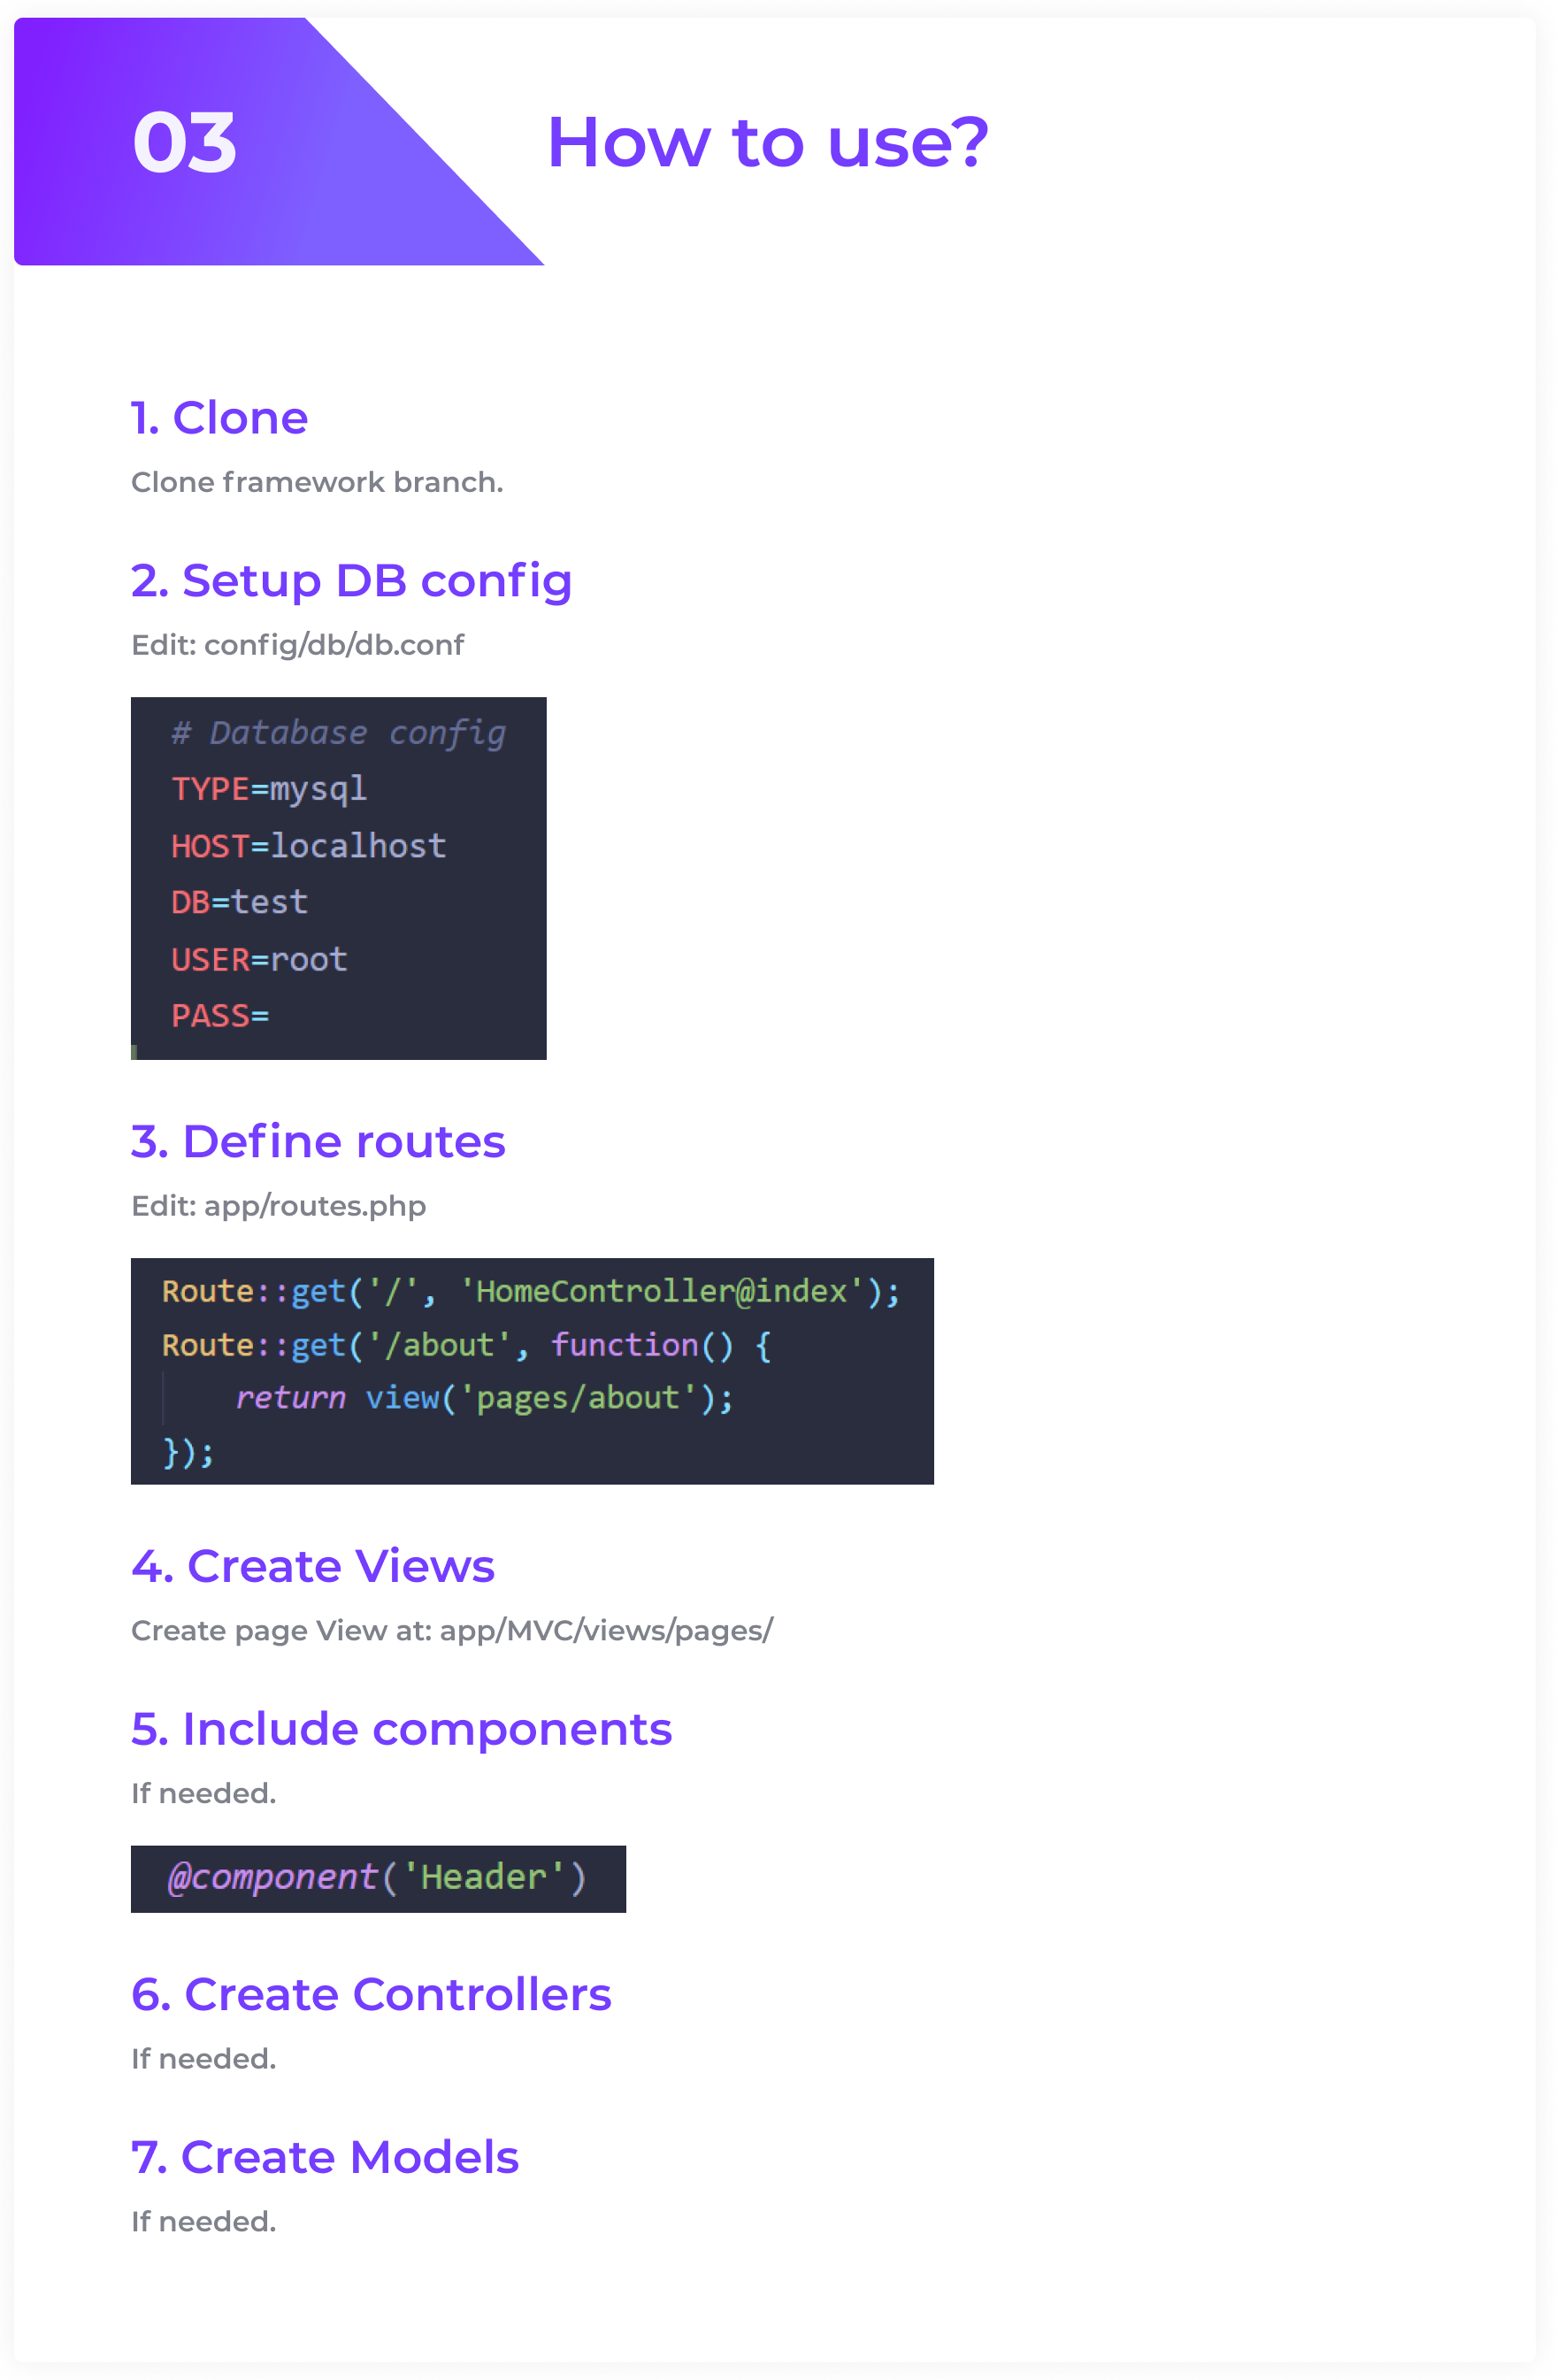 03
How to use?
1. Clone
Clone framework branch.
2. Setup DB config
Edit: config/db/db.conf
# Database config
TYPE=mysql
HOST=localhost
DB=test
USER=root
PASS=
3. Define routes
Edit: app/routes.php
Route::get('/', 'HomeController@index');
Route::get('/about', function() {
    return view('pages/about');
});
4. Create Views
Create page View at: app/MVC/views/pages/
5. Include components
If needed.
@component('Header')
6. Create Controllers
If needed.
7. Create Models
If needed.